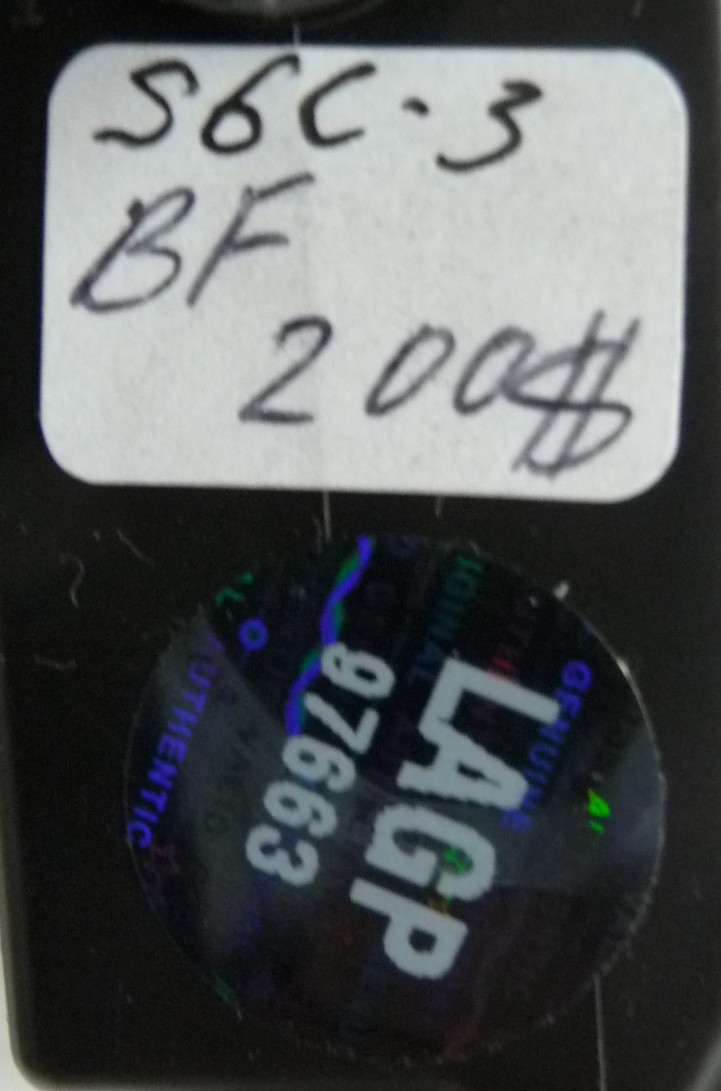 S6C-3
BF
200$
LAGP
97663
GENUINE
AUTHENTIC